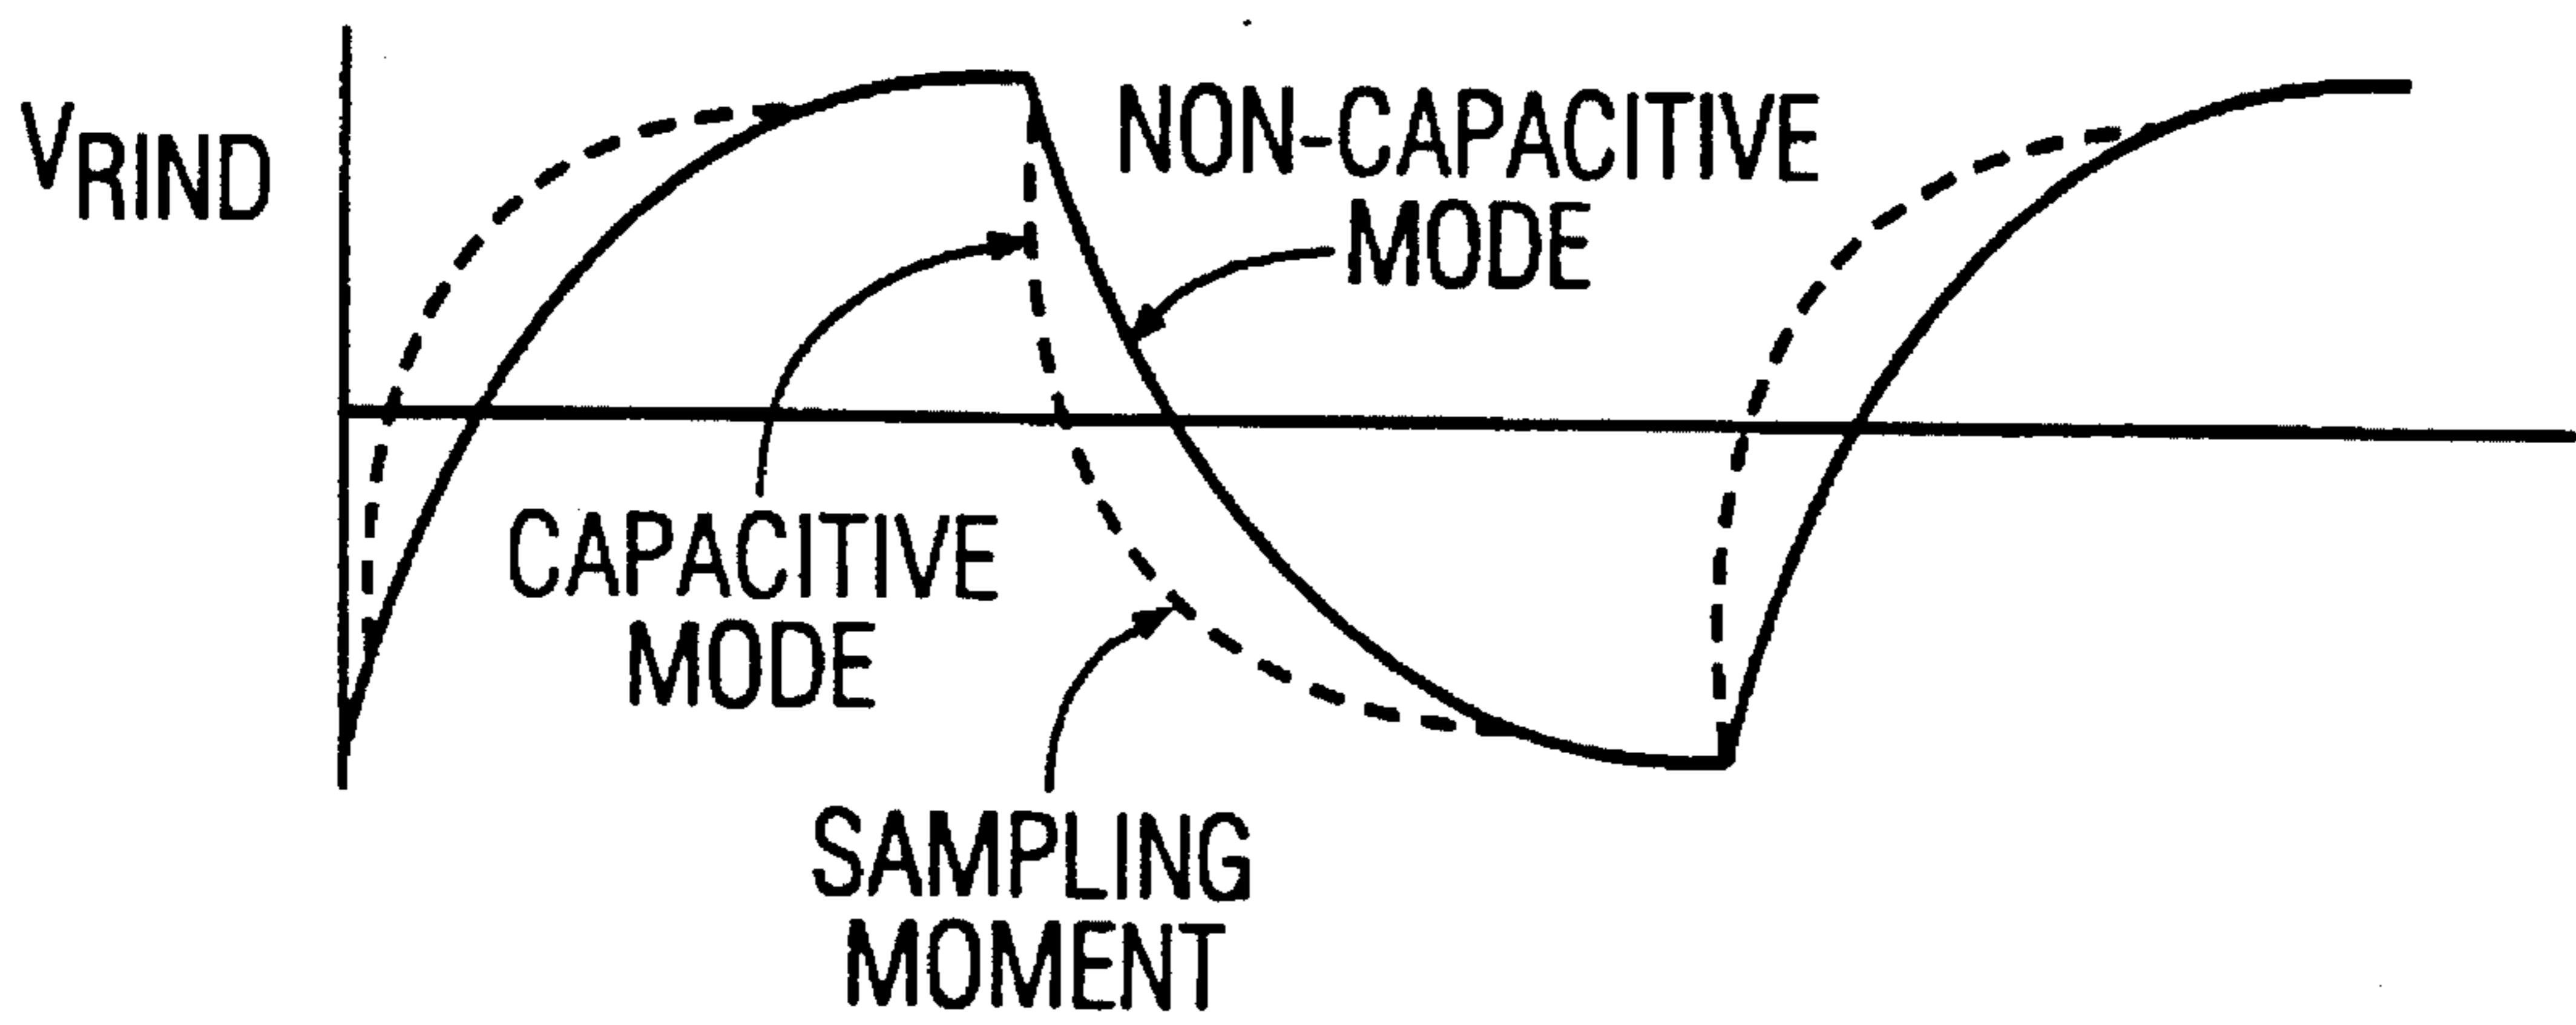 VRIND
NON-CAPACITIVE
MODE
CAPACITIVE
MODE
SAMPLING
MOMENT